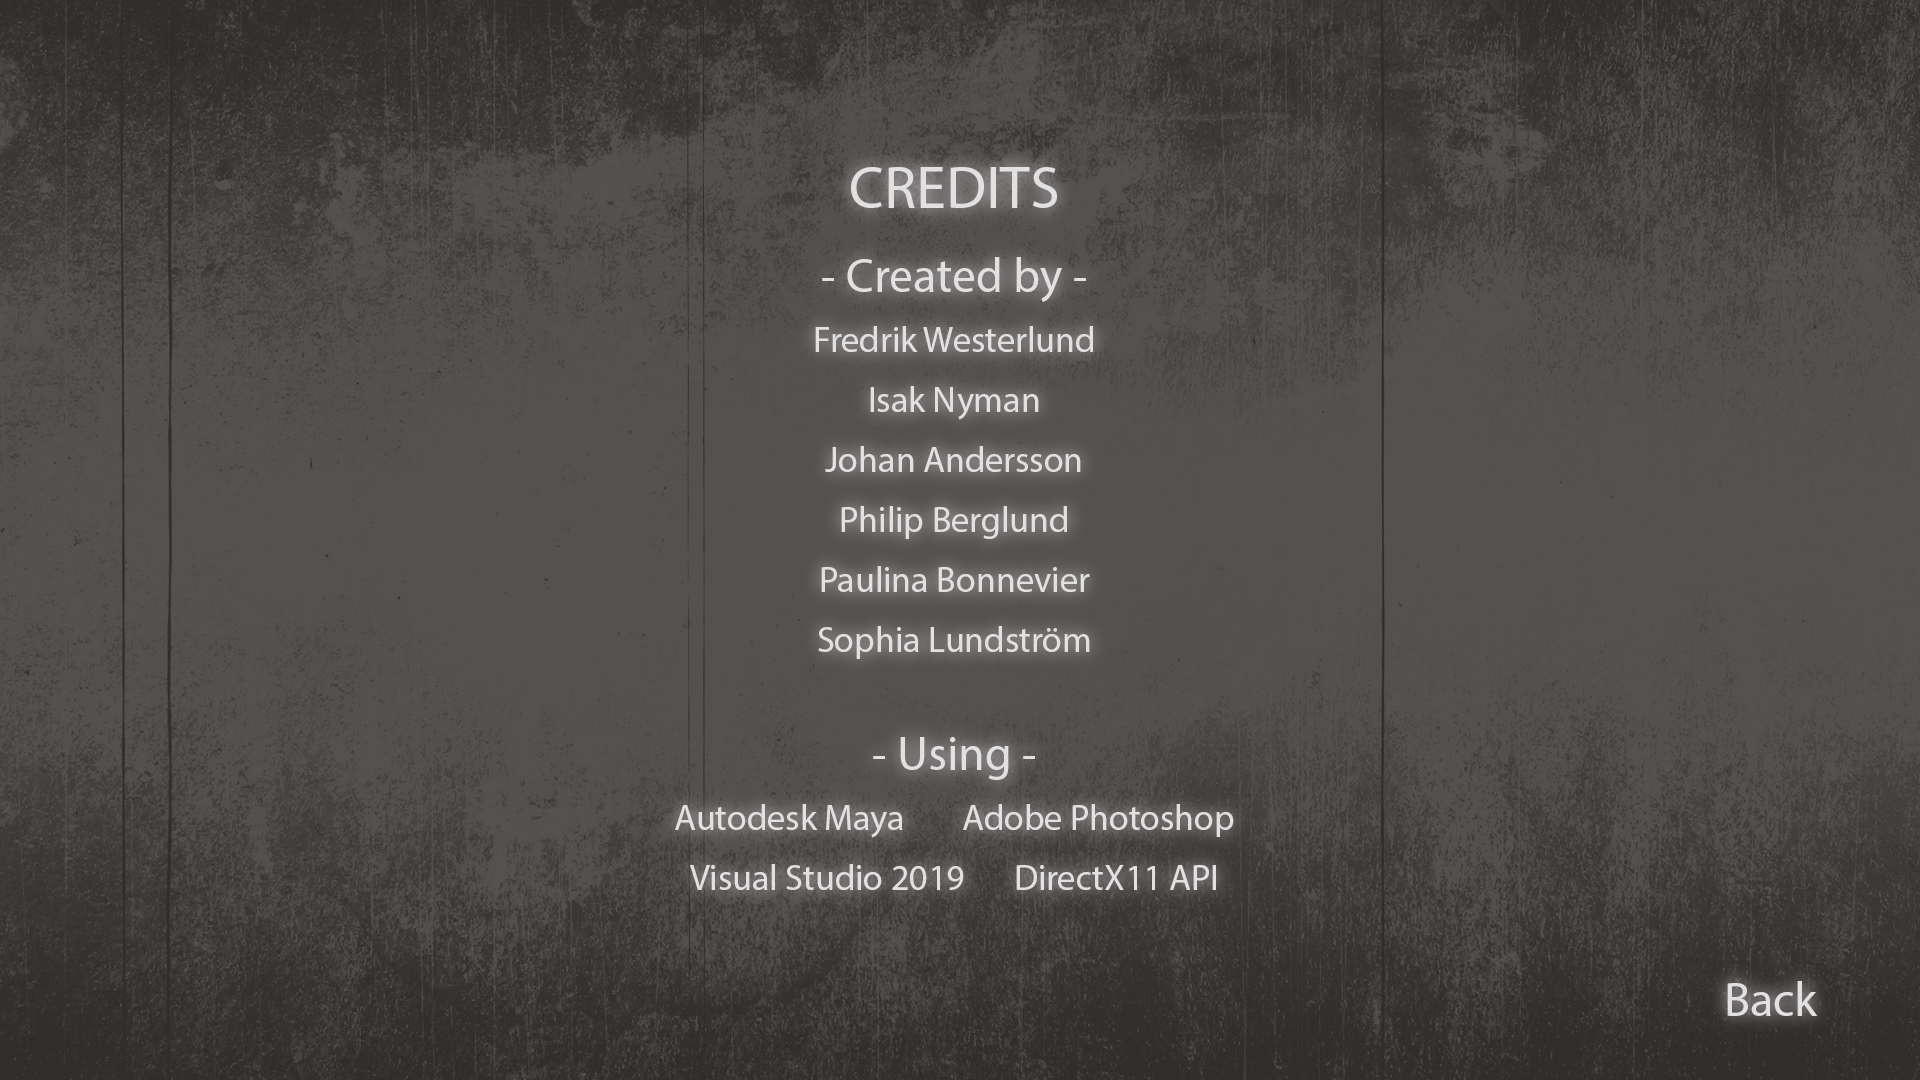 CREDITS
- Created by -
Fredrik Westerlund
Isak Nyman
Johan Andersson
Philip Berglund
Paulina Bonnevier
Sophia Lundström
- Using -
Autodesk Maya Adobe Photoshop
Visual Studio 2019 DirectX11 API
Back